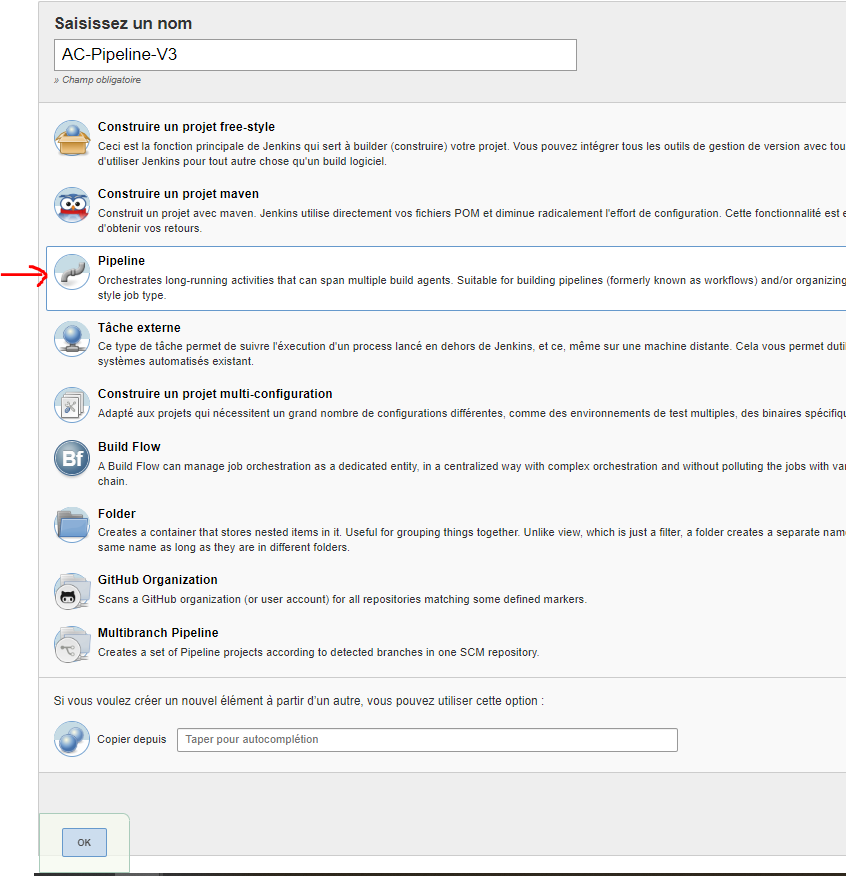 Saisissez un nom
AC-Pipeline-V3
» Champ obligatoire
Construire un projet free-style
Ceci est la fonction principale de Jenkins qui sert à builder (construire) votre projet. Vous pouvez intégrer tous les outils de gestion de version avec tou
d'utiliser Jenkins pour tout autre chose qu'un build logiciel.
Construire un projet maven
Construit un projet avec maven. Jenkins utilise directement vos fichiers POM et diminue radicalement l'effort de configuration. Cette fonctionnalité est e
d'obtenir vos retours.
Pipeline
Orchestrates long-running activities that can span multiple build agents. Suitable for building pipelines (formerly known as workflows) and/or organizing
style job type.
Tâche externe
Ce type de tâche permet de suivre l'éxecution d'un process lancé en dehors de Jenkins, et ce, même sur une machine distante. Cela vous permet dutil
systèmes automatisés existant.
Construire un projet multi-configuration
Adapté aux projets qui nécessitent un grand nombre de configurations différentes, comme des environnements de test multiples, des binaires spécifiqu
Bf
Build Flow
A Build Flow can manage job orchestration as a dedicated entity, in a centralized way with complex orchestration and without polluting the jobs with var
chain.
Folder
Creates a container that stores nested items in it. Useful for grouping things together. Unlike view, which is just a filter, a folder creates a separate nam
same name as long as they are in different folders.
GitHub Organization
Scans a GitHub organization (or user account) for all repositories matching some defined markers.
Multibranch Pipeline
Creates a set of Pipeline projects according to detected branches in one SCM repository.
Si vous voulez créer un nouvel élément à partir d'un autre, vous pouvez utiliser cette option :
Copier depuis
Taper pour autocomplétion
OK